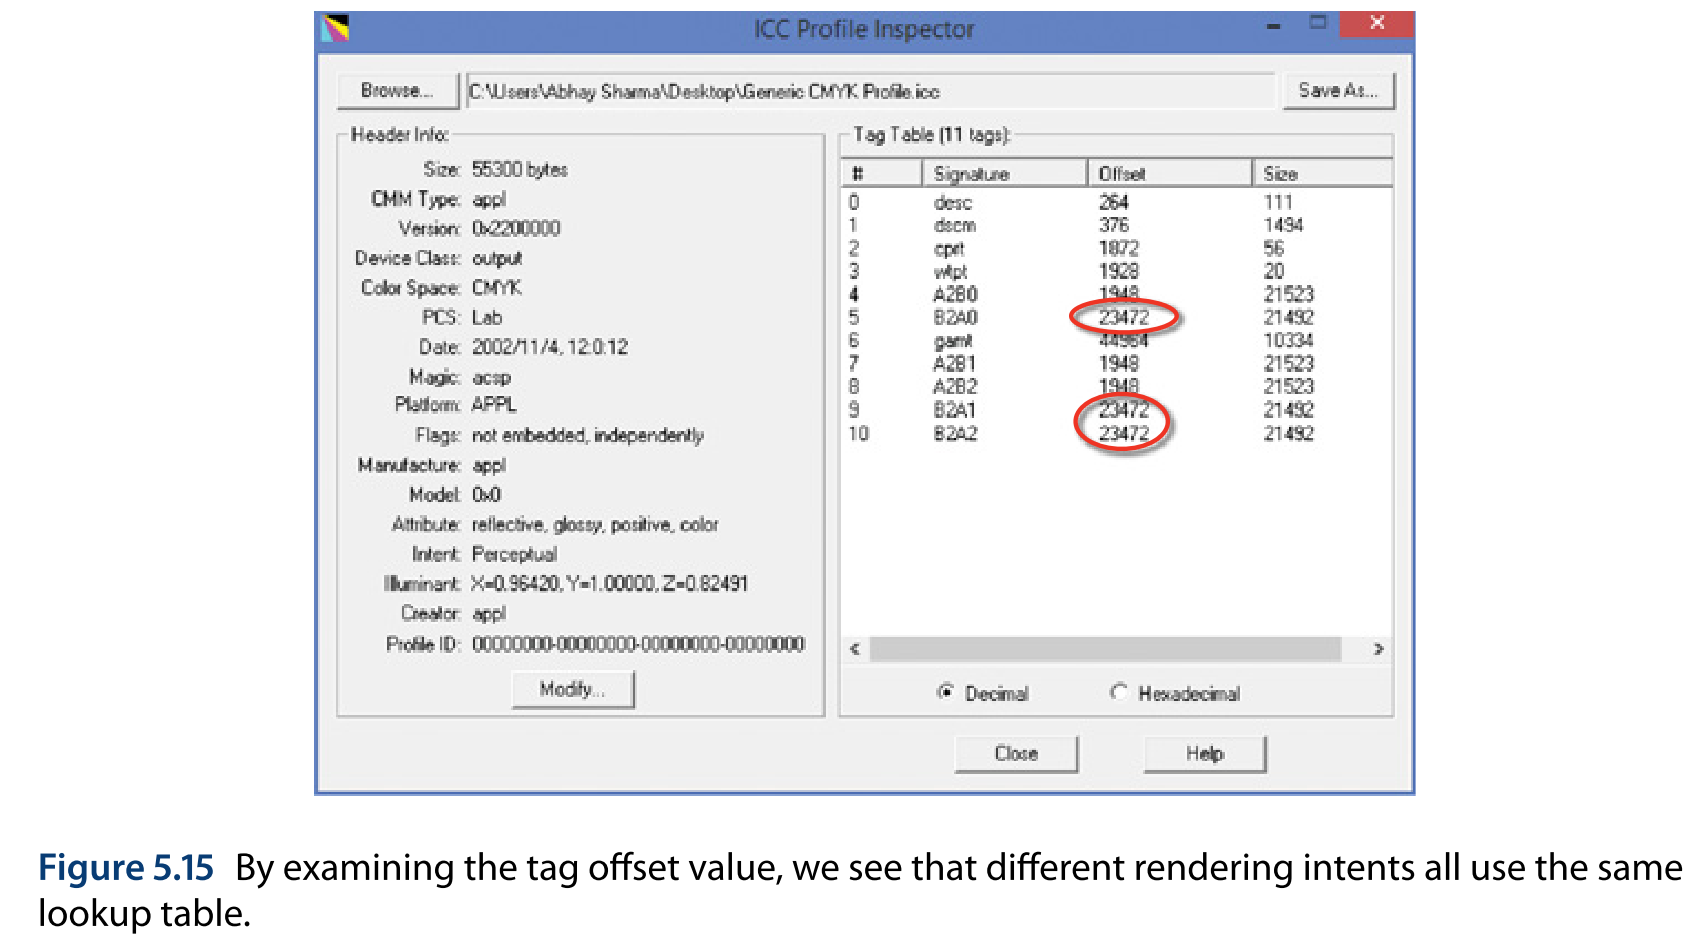 ICC Profile Inspector
Browse... C:\Users\Abhay Sharma\Desktop\Generic CMYK Profile.icc Save As...
Header Info:
Size: 55300 bytes
CMM Type: appl
Version: 0x2200000
Device Class: output
Color Space: CMYK
PCS: Lab
Date: 2002/11/4, 12:0:12
Magic: acsp
Platform: APPL
Flags: not embedded, independently
Manufacture: appl
Model: 0x0
Attribute: reflective, glossy, positive, color
Intent: Perceptual
Illuminant: X=0.96420, Y=1.00000, Z=0.82491
Creator: appl
Profile ID: 00000000-00000000-00000000-00000000
Modify...
Tag Table (11 tags):
# Signature Offset Size
0 desc 264 111
1 dscm 376 1494
2 cprt 1872 56
3 wtpt 1928 20
4 A2B0 1948 21523
5 B2A0 23472 21492
6 gamt 44964 10334
7 A2B1 1948 21523
8 A2B2 1948 21523
9 B2A1 23472 21492
10 B2A2 23472 21492
Decimal Hexadecimal
Close Help
Figure 5.15 By examining the tag offset value, we see that different rendering intents all use the same
lookup table.